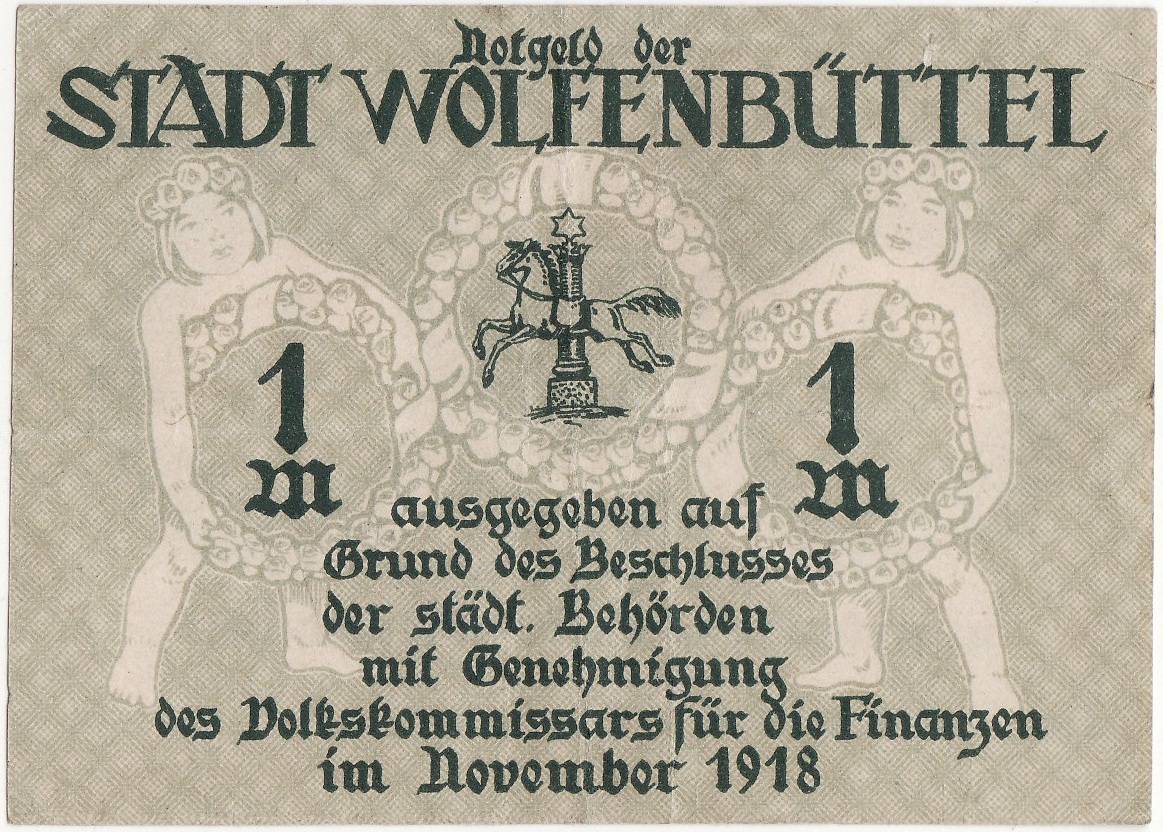 Notgeld der
STADT WOLFENBÜTTEL
1 1
M M
ausgegeben auf
Grund des Beschlusses
der städt. Behörden
mit Genehmigung
des Volkskommissars für die Finanzen
im November 1918